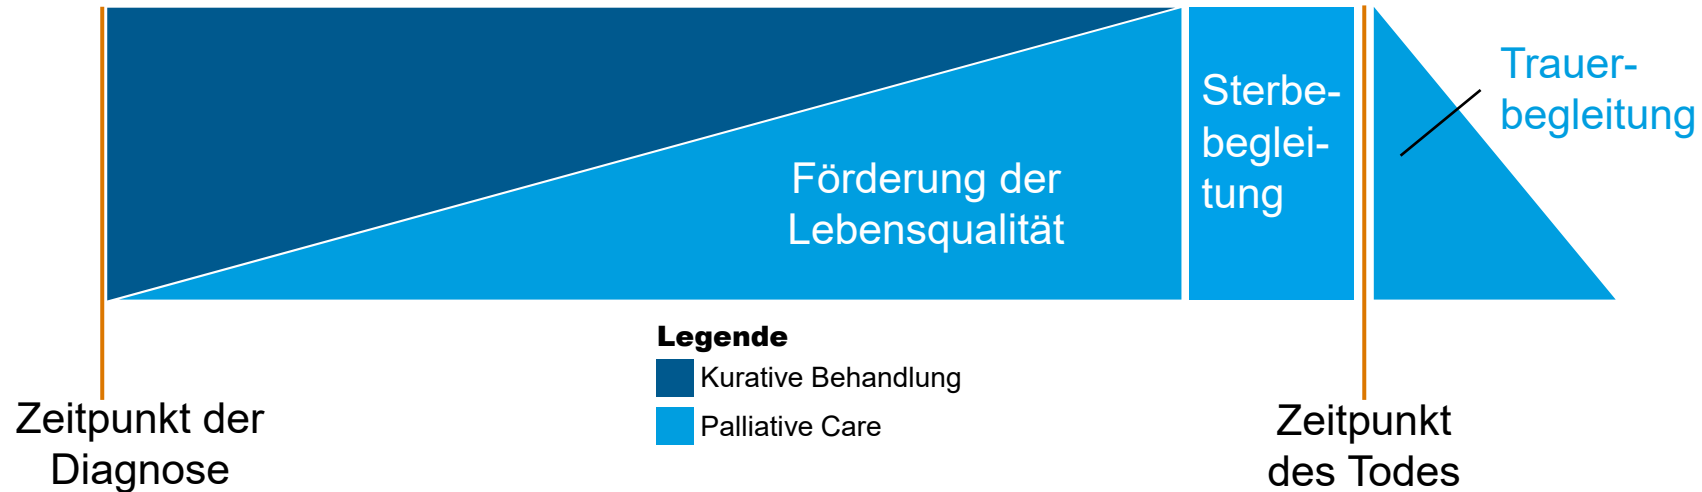 Trauer-
begleitung
Sterbe-
beglei-
tung
Förderung der
Lebensqualität
Legende
Kurative Behandlung
Palliative Care
Zeitpunkt der
Diagnose
Zeitpunkt
des Todes